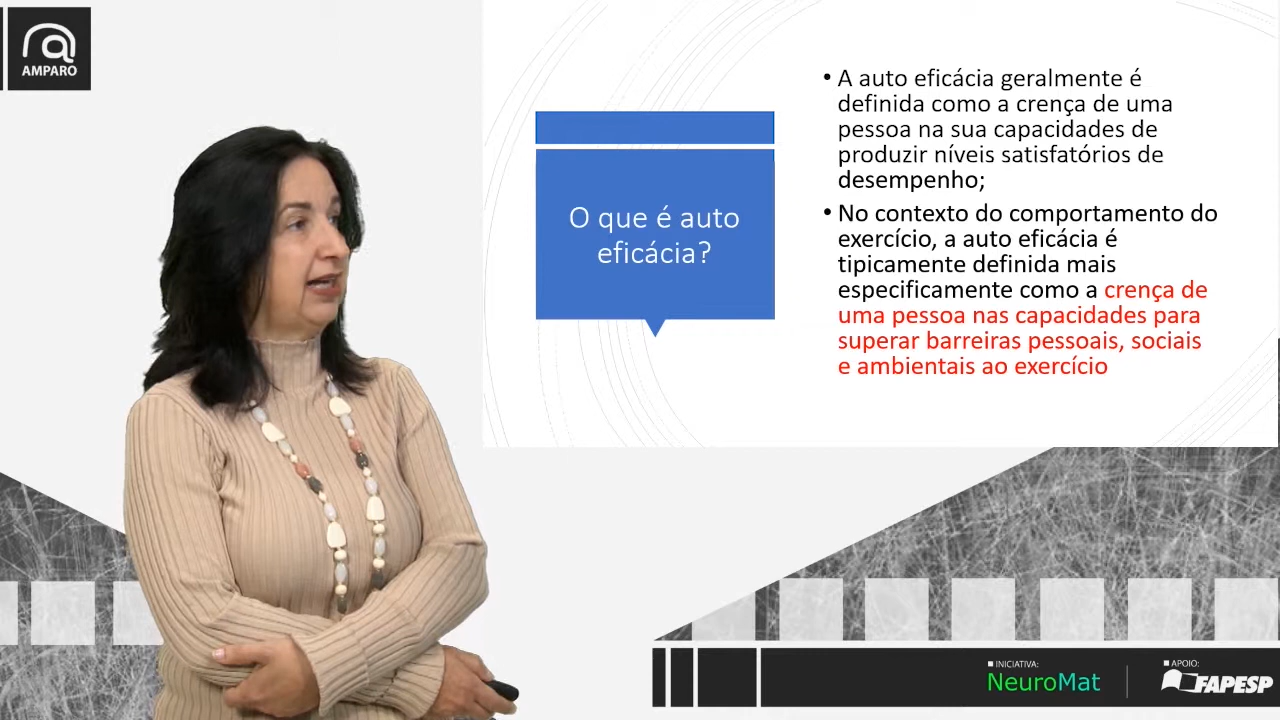 AMPARO
O que é auto
eficácia?
• A auto eficácia geralmente é
definida como a crença de uma
pessoa na sua capacidades de
produzir níveis satisfatórios de
desempenho;
• No contexto do comportamento do
exercício, a auto eficácia é
tipicamente definida mais
especificamente como a crença de
uma pessoa nas capacidades para
superar barreiras pessoais, sociais
e ambientais ao exercício
INICIATIVA:
NeuroMat
APOIO:
FAPESP